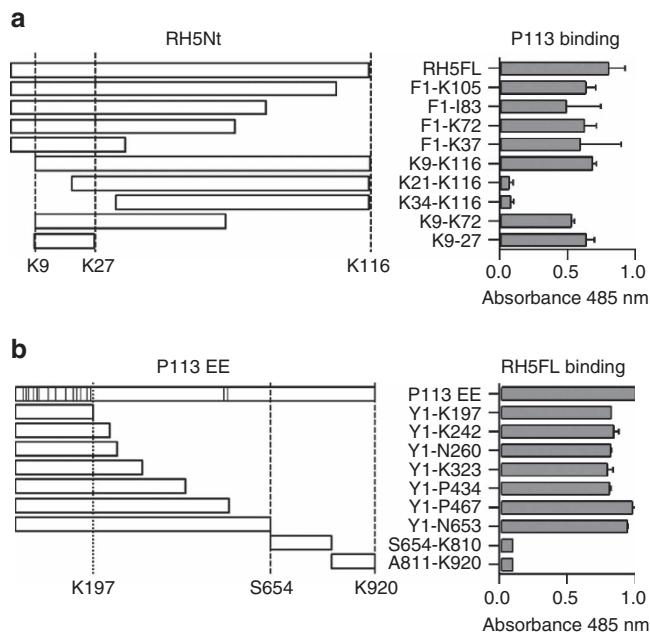 a
RH5Nt
K9
K27
K116
P113 binding
RH5FL
F1-K105
F1-I83
F1-K72
F1-K37
K9-K116
K21-K116
K34-K116
K9-K72
K9-27
0.0 0.5 1.0
Absorbance 485 nm
b
P113 EE
K197
S654
K920
RH5FL binding
P113 EE
Y1-K197
Y1-K242
Y1-N260
Y1-K323
Y1-P434
Y1-P467
Y1-N653
S654-K810
A811-K920
0.0 0.5 1.0
Absorbance 485 nm